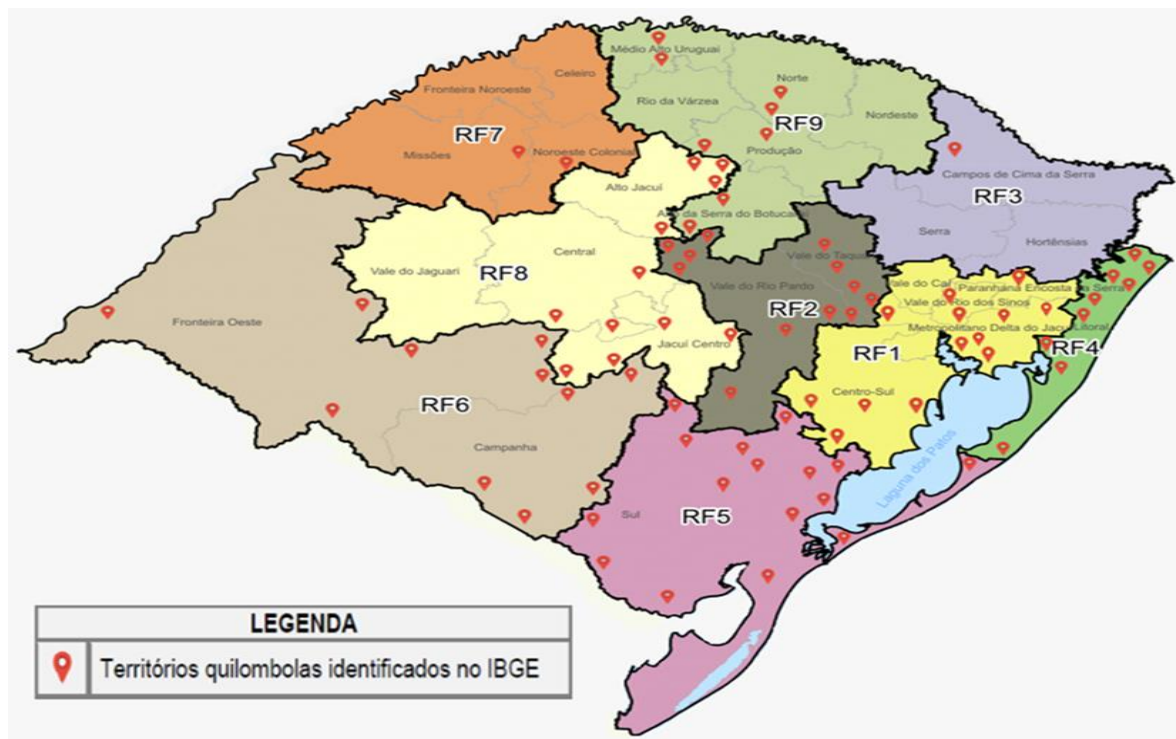 Médio Alto Uruguai
Celeiro
Norte
Fronteira Noroeste
Rio da Várzea
Nordeste
RF9
RF7
Missões
Noroeste Colonial
Produção
Campos de Cima da Serra
Alto Jacuí
RF3
Alto da Serra do Botucaraí
Serra
Hortênsias
Central
Vale do Jaguari
RF8
Vale do Taquari
Vale do Rio Pardo
Vale do Caí
Paranhana Encosta da Serra
Vale do Rio dos Sinos
RF2
Fronteira Oeste
Metropolitano Delta do Jacuí
Litoral
Jacuí Centro
RF1
RF4
Centro-Sul
RF6
Campanha
Laguna dos Patos
Sul
RF5
LEGENDA
Territórios quilombolas identificados no IBGE